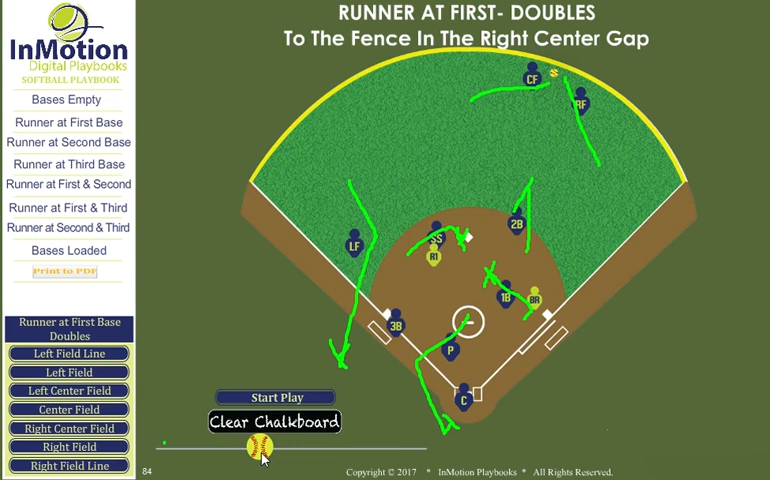 InMotion
Digital Playbooks
SOFTBALL PLAYBOOK
Bases Empty
Runner at First Base
Runner at Second Base
Runner at Third Base
Runner at First & Second
Runner at First & Third
Runner at Second & Third
Bases Loaded
Print to PDF
Runner at First Base
Doubles
Left Field Line
Left Field
Left Center Field
Center Field
Right Center Field
Right Field
Right Field Line
RUNNER AT FIRST- DOUBLES
To The Fence In The Right Center Gap
CF
RF
2B
SS
LF
R1
1B
BR
3B
P
C
Start Play
Clear Chalkboard
84
Copyright © 2017 * InMotion Playbooks * All Rights Reserved.